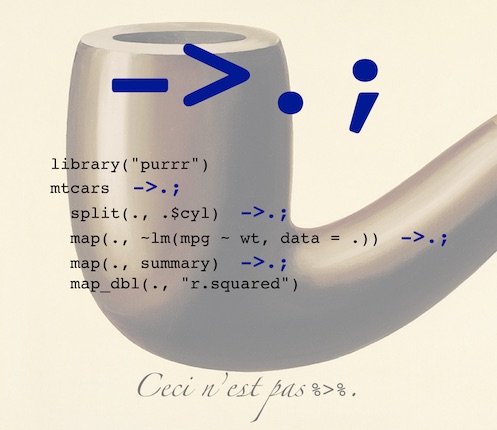 ->.;
library("purrr")
mtcars ->.;
split(., .$cyl) ->.;
map(., ~lm(mpg ~ wt, data = .)) ->.;
map(., summary) ->.;
map_dbl(., "r.squared")
Ceci n'est pas %>%.